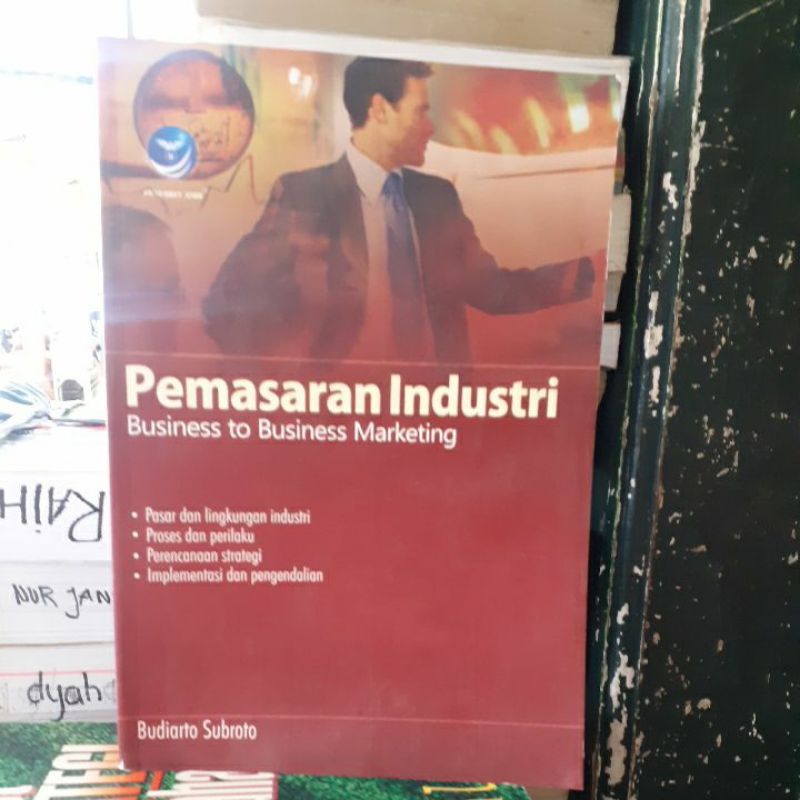 Pemasaran Industri
Business to Business Marketing
• Pasar dan lingkungan industri
• Proses dan perilaku
• Perencanaan strategi
• Implementasi dan pengendalian
Budiarto Subroto
RAIH
NUR JAN
dyah